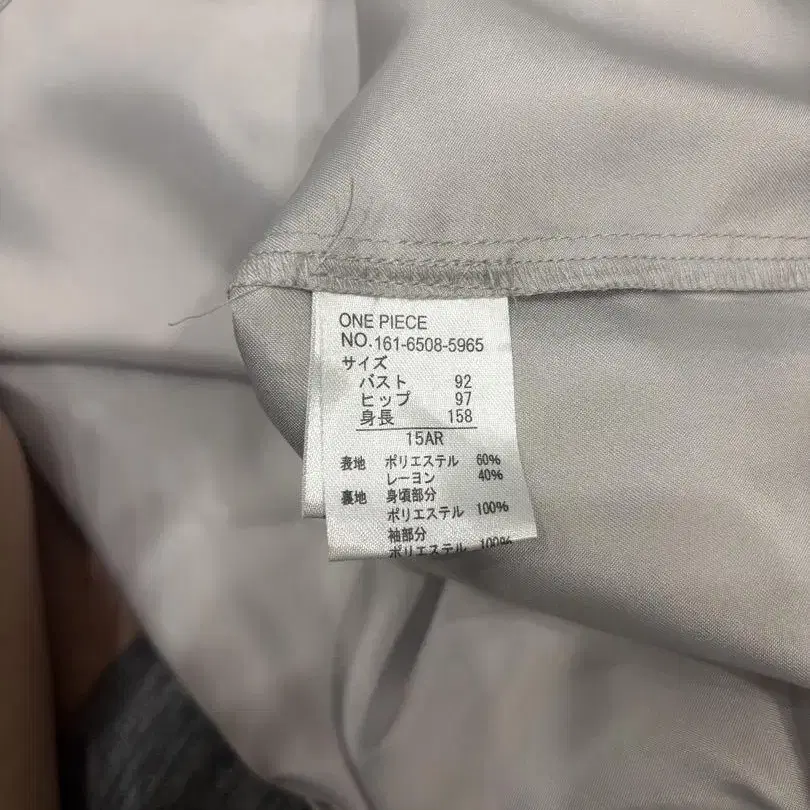 ONE PIECE
NO.161-6508-5965
サイズ
バスト 92
ヒップ 97
身長 158
15AR
表地 ポリエステル 60%
レーヨン 40%
裏地 身頃部分
ポリエステル 100%
袖部分
ポリエステル 100%